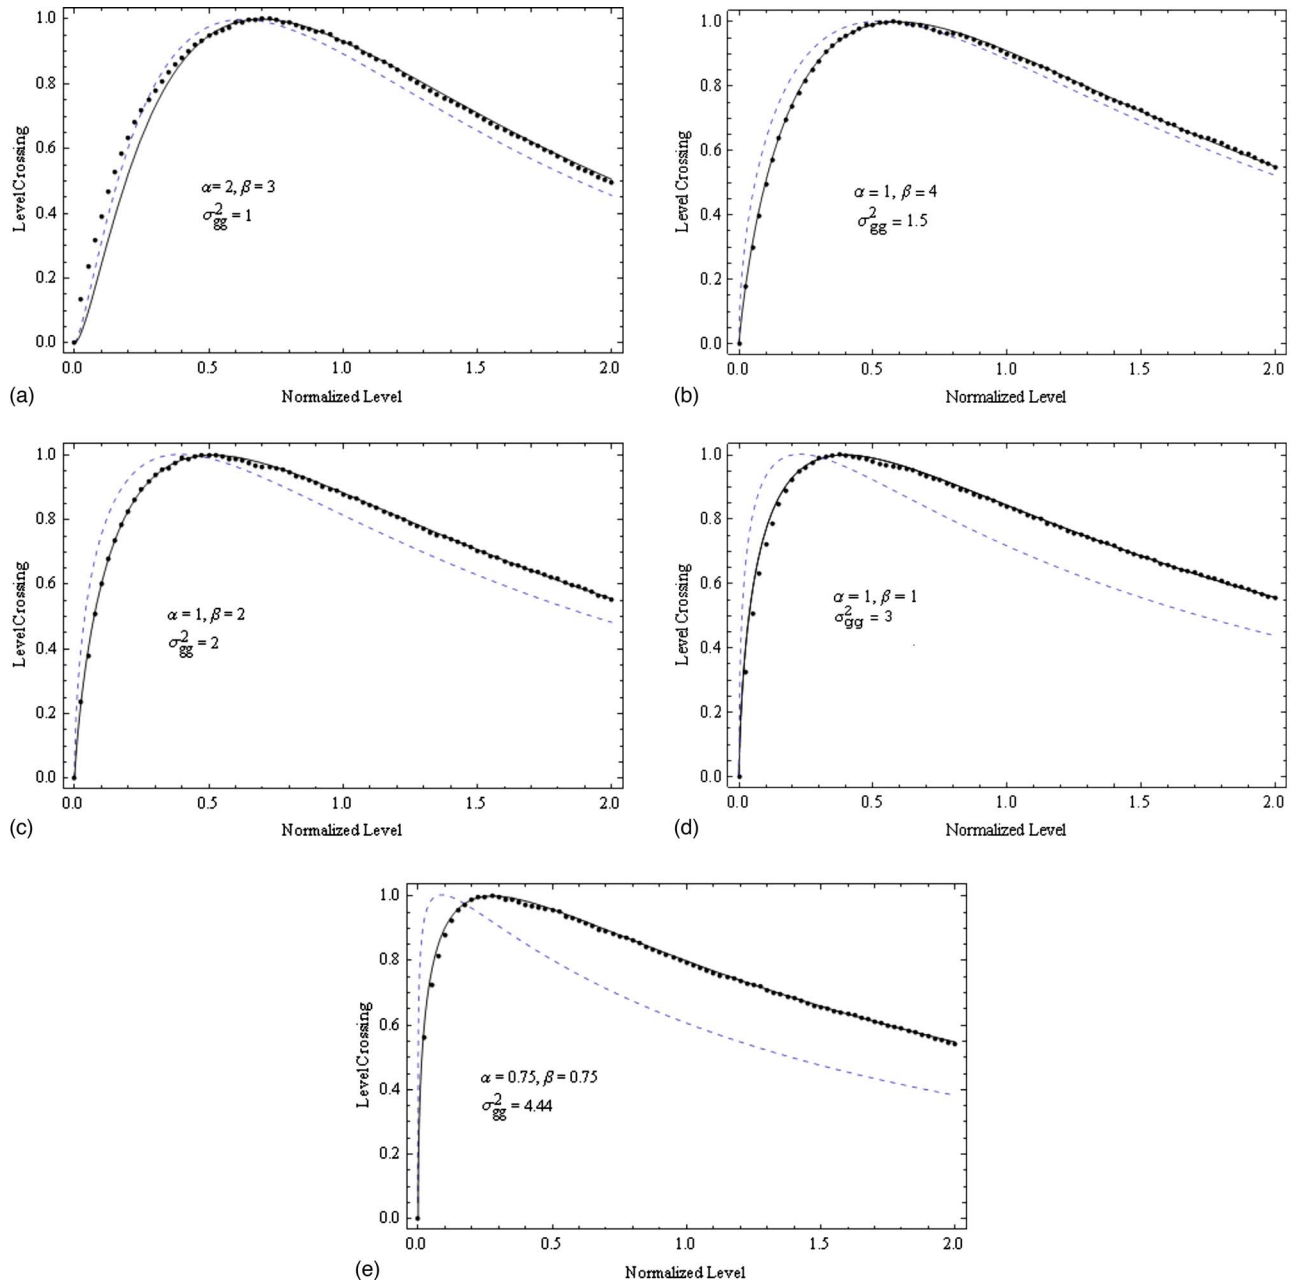 1.0
0.8
0.6
0.4
0.2
0.0
Level Crossing
α = 2, β = 3
σ²gg = 1
0.0 0.5 1.0 1.5 2.0
Normalized Level
(a)
1.0
0.8
0.6
0.4
0.2
0.0
Level Crossing
α = 1, β = 4
σ²gg = 1.5
0.0 0.5 1.0 1.5 2.0
Normalized Level
(b)
1.0
0.8
0.6
0.4
0.2
0.0
Level Crossing
α = 1, β = 2
σ²gg = 2
0.0 0.5 1.0 1.5 2.0
Normalized Level
(c)
1.0
0.8
0.6
0.4
0.2
0.0
Level Crossing
α = 1, β = 1
σ²gg = 3
0.0 0.5 1.0 1.5 2.0
Normalized Level
(d)
1.0
0.8
0.6
0.4
0.2
0.0
Level Crossing
α = 0.75, β = 0.75
σ²gg = 4.44
0.0 0.5 1.0 1.5 2.0
Normalized Level
(e)